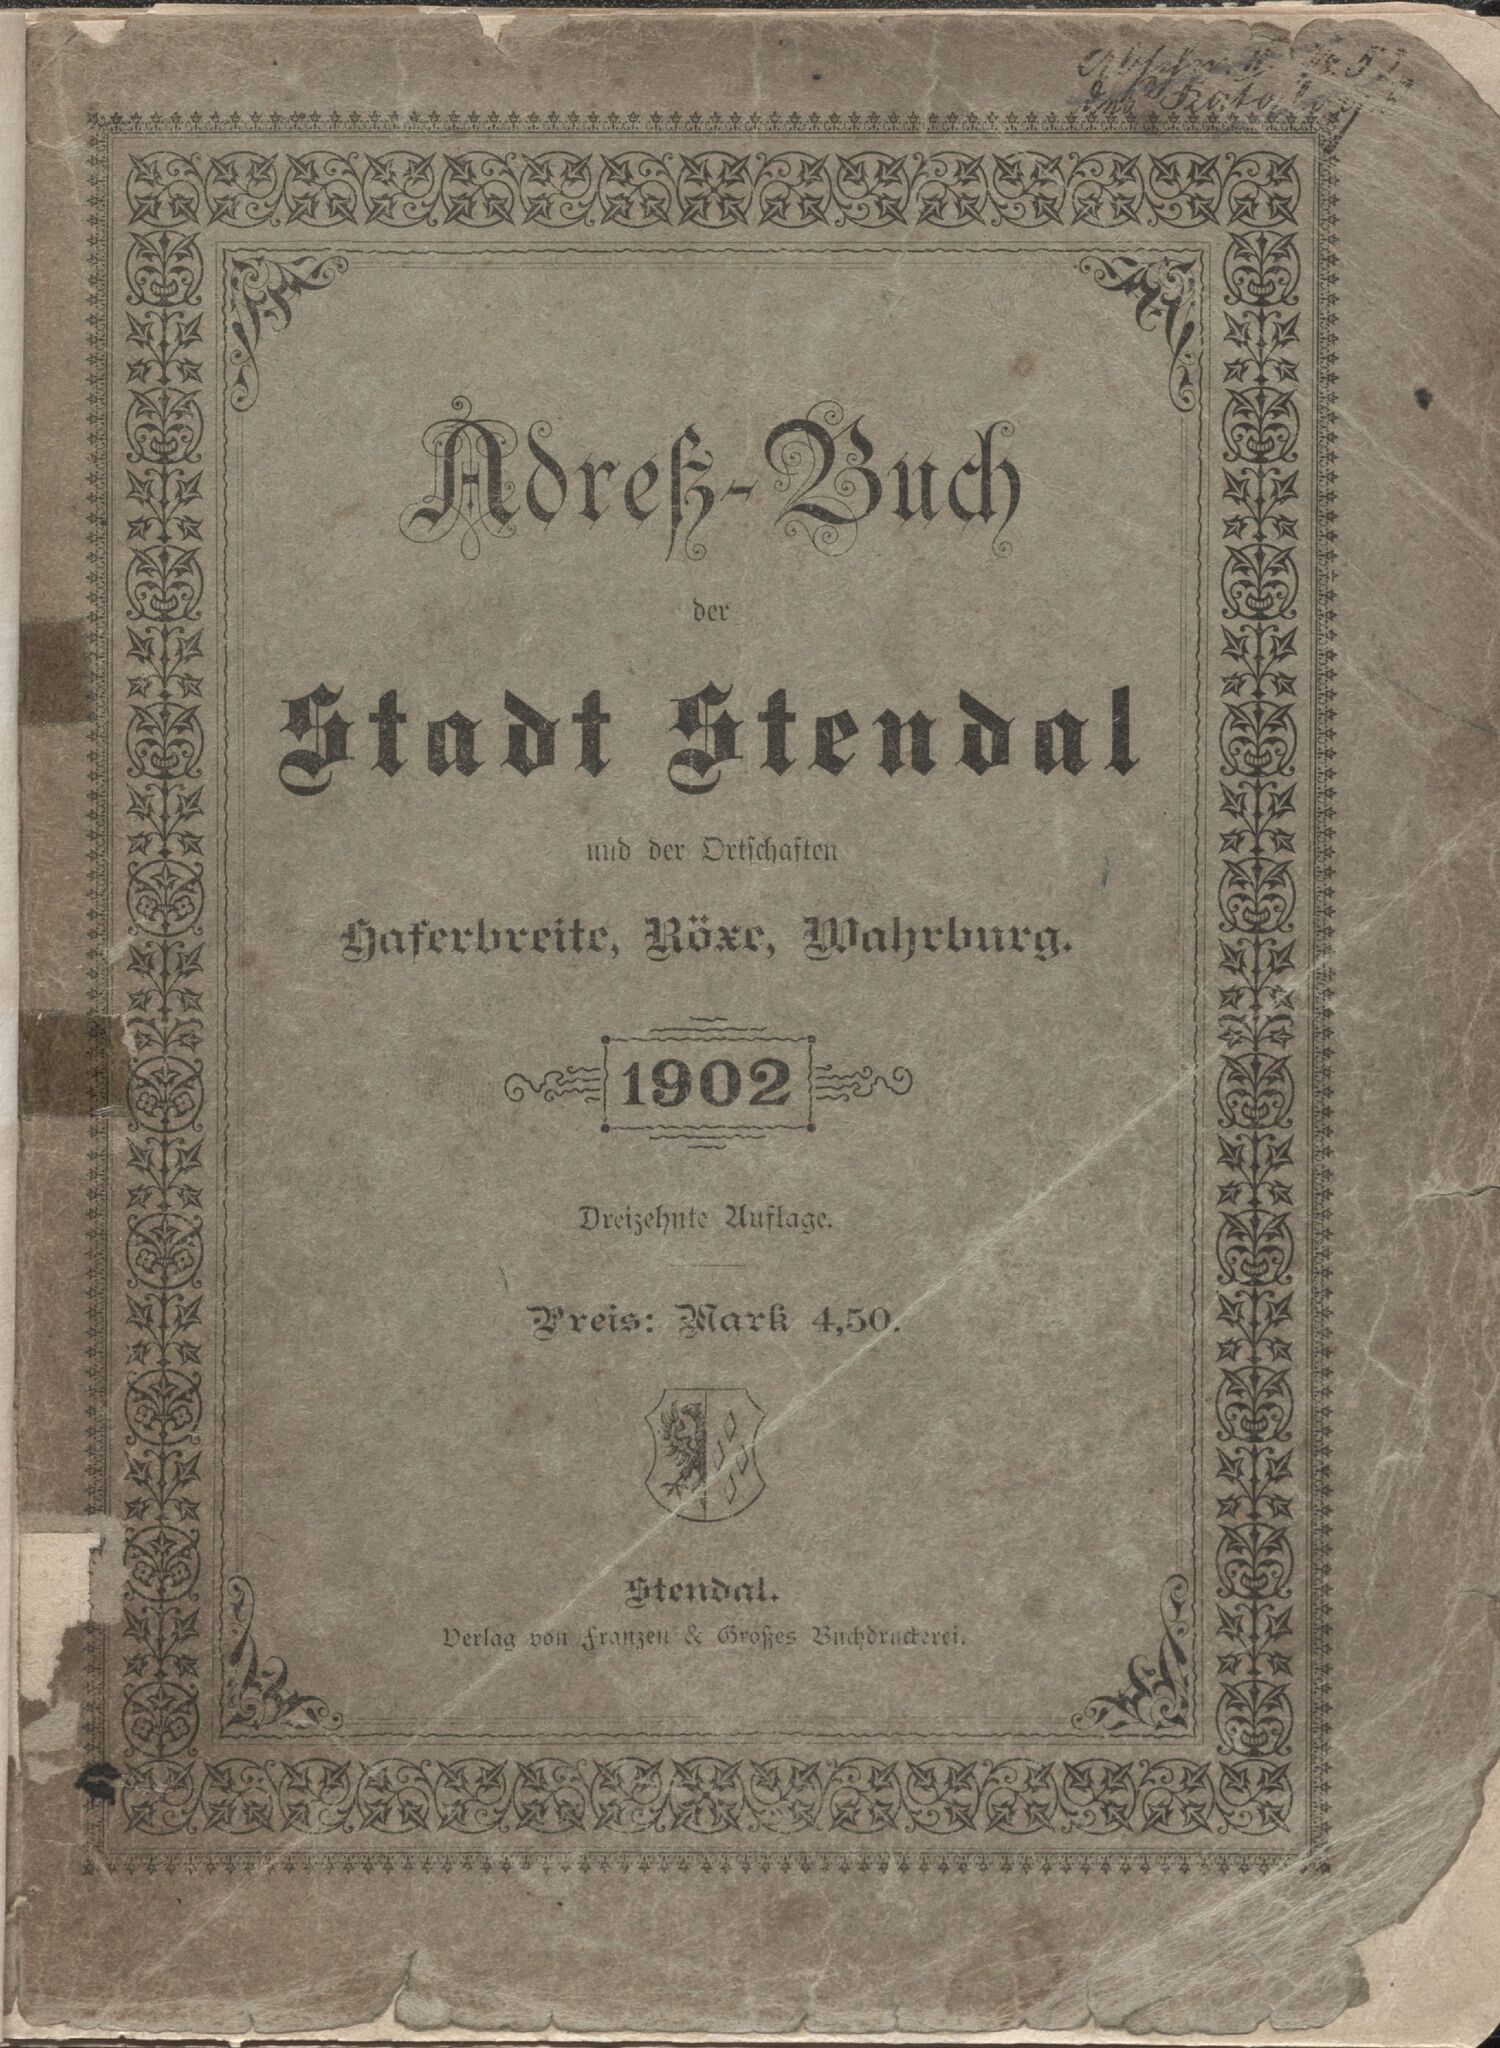 Adreß-Buch
der
Stadt Stendal
und der Ortschaften
Haferbreite, Röxe, Wahrburg.
1902
Dreizehnte Auflage.
Preis: Mark 4,50.
Stendal.
Verlag von Franzen & Großes Buchdruckerei.